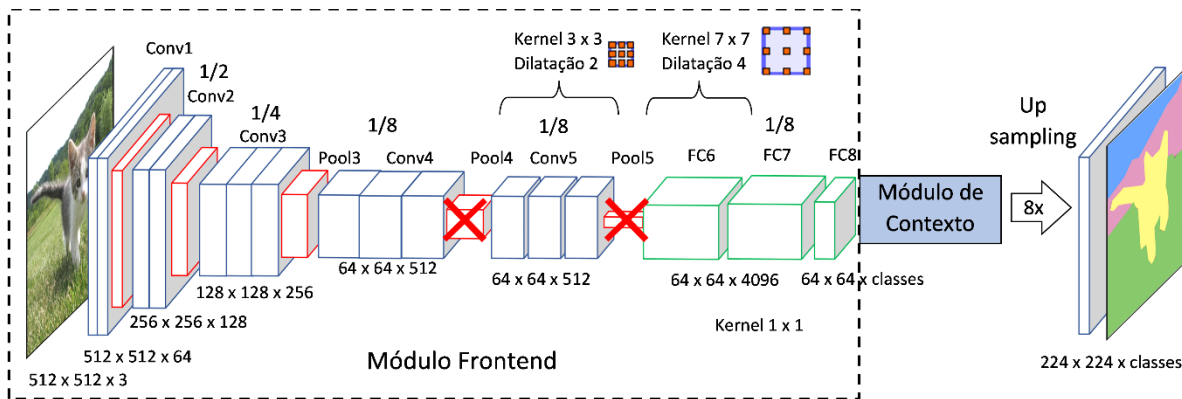 Conv1
1/2
Conv2
1/4
Conv3
1/8
Pool3 Conv4
Kernel 3 x 3
Dilatação 2
1/8
Pool4 Conv5 Pool5
Kernel 7 x 7
Dilatação 4
1/8
FC6 FC7 FC8
Módulo de
Contexto
8x
Up
sampling
512 x 512 x 3
512 x 512 x 64
256 x 256 x 128
128 x 128 x 256
64 x 64 x 512
64 x 64 x 512
64 x 64 x 4096
64 x 64 x classes
Kernel 1 x 1
Módulo Frontend
224 x 224 x classes